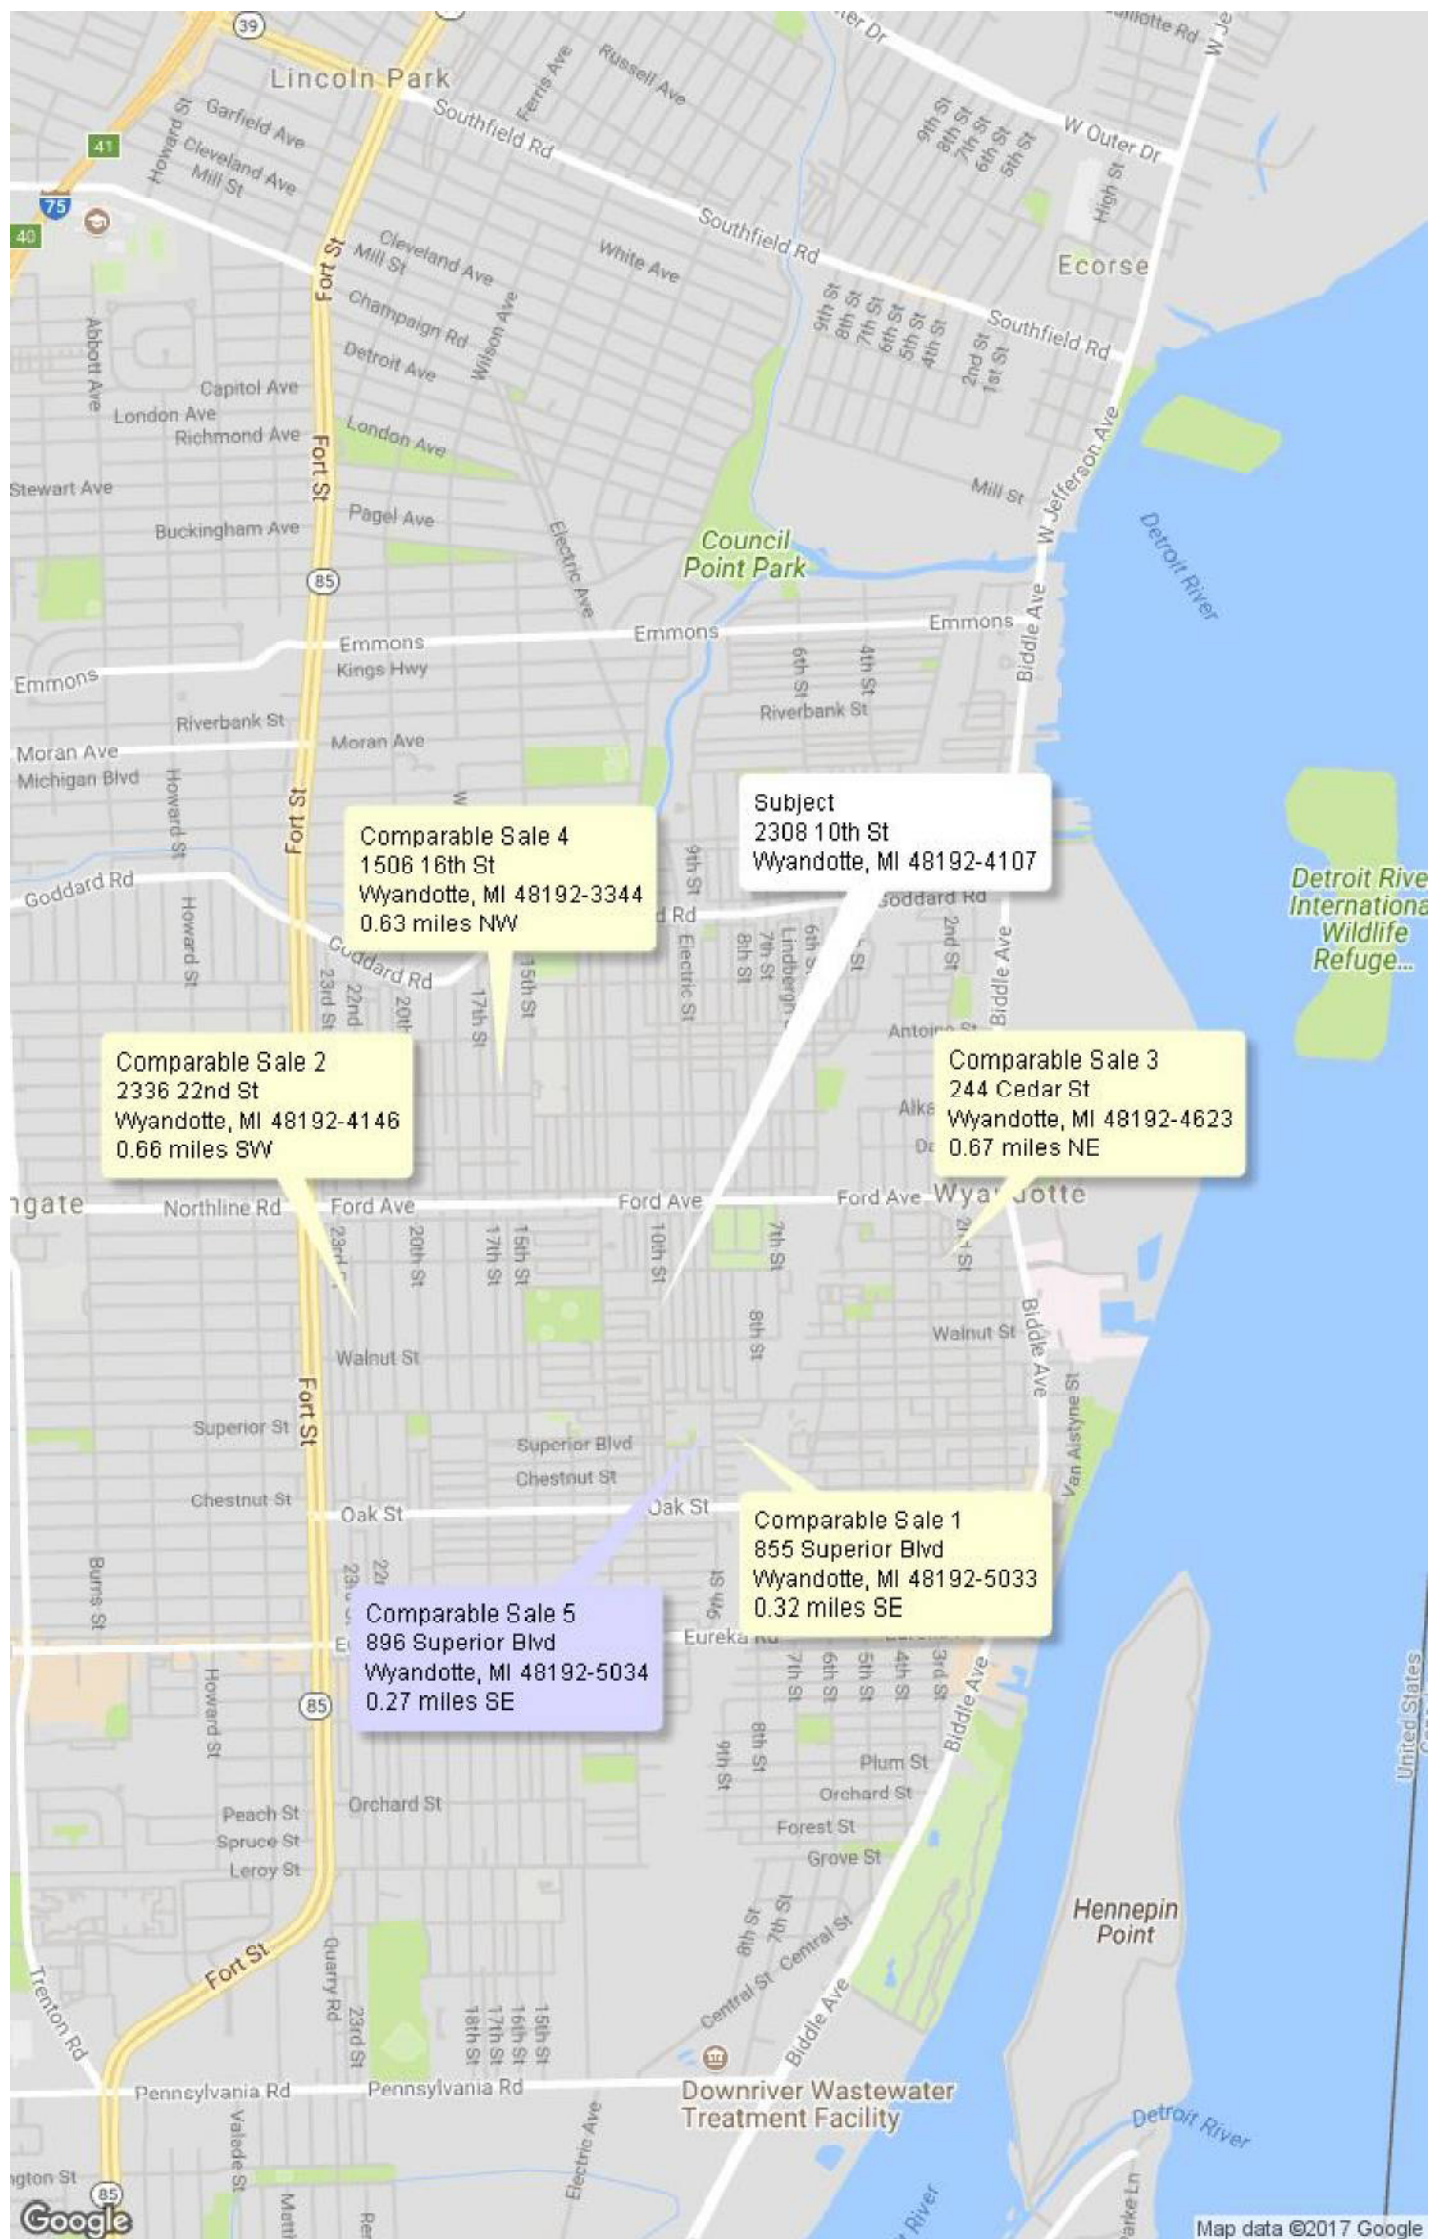 39
Lincoln Park
Ferris Ave
Russell Ave
W Outer Dr
41
Howard St
Garfield Ave
Cleveland Ave
Mill St
Southfield Rd
9th St
8th St
7th St
6th St
5th St
High St
75
40
Fort St
Cleveland Ave
Mill St
White Ave
Southfield Rd
Ecorse
Abbott Ave
Champaign Rd
Wilson Ave
Detroit Ave
9th St
8th St
7th St
6th St
5th St
4th St
2nd St
1st St
Southfield Rd
Capitol Ave
London Ave
Richmond Ave
Fort St
London Ave
Stewart Ave
Buckingham Ave
Pagel Ave
Electric Ave
Mill St
W Jefferson Ave
Detroit River
Council
Point Park
85
Emmons
Emmons
Emmons
Emmons
Kings Hwy
Biddle Ave
6th St
4th St
Riverbank St
Riverbank St
Moran Ave
Moran Ave
Michigan Blvd
Howard St
Fort St
Subject
2308 10th St
Wyandotte, MI 48192-4107
Comparable Sale 4
1506 16th St
Wyandotte, MI 48192-3344
0.63 miles NW
Goddard Rd
Howard St
Goddard Rd
9th St
Electric St
8th St
7th St
2nd St
Biddle Ave
Detroit Rive
Internationa
Wildlife
Refuge...
23rd St
22nd
20th
17th St
15th St
Comparable Sale 2
2336 22nd St
Wyandotte, MI 48192-4146
0.66 miles SW
Comparable Sale 3
244 Cedar St
Wyandotte, MI 48192-4623
0.67 miles NE
ngate
Northline Rd
Ford Ave
Ford Ave
Ford Ave
20th St
17th St
15th St
10th St
7th St
8th St
Walnut St
Walnut St
Biddle Ave
Fort St
Van Alstyne St
Superior St
Superior Blvd
Chestnut St
Chestnut St
Oak St
Oak St
Comparable Sale 1
855 Superior Blvd
Wyandotte, MI 48192-5033
0.32 miles SE
Burns St
Comparable Sale 5
896 Superior Blvd
Wyandotte, MI 48192-5034
0.27 miles SE
9th St
Eureka Rd
7th St
6th St
5th St
4th St
3rd St
Biddle Ave
Howard St
85
9th St
8th St
Plum St
Orchard St
Forest St
Grove St
Peach St
Spruce St
Leroy St
Orchard St
United States
Hennepin
Point
Fort St
Trenton Rd
Quarry Rd
23rd St
18th St
17th St
16th St
15th St
8th St
7th St
Central St
Central St
Biddle Ave
Pennsylvania Rd
Pennsylvania Rd
Downriver Wastewater
Treatment Facility
Valade St
Electric Ave
Detroit River
ngton St
85
Google
Map data ©2017 Google